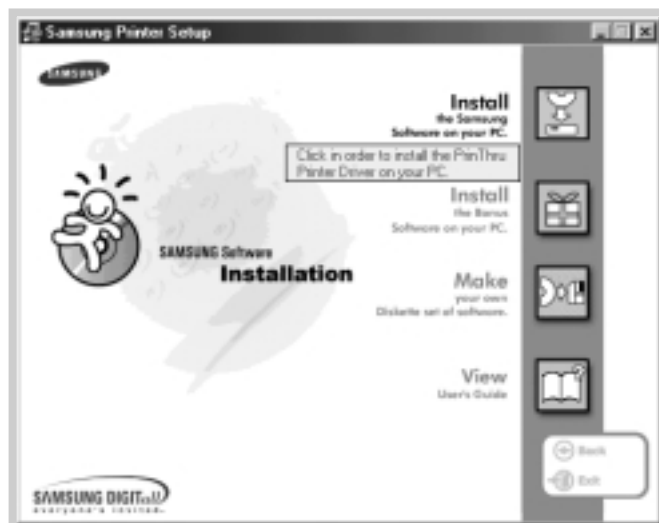 Samsung Printer Setup
SAMSUNG
Install
the Samsung
Software on your PC.
Click in order to install the PrinThru
Printer Driver on your PC.
Install
the Bonus
Software on your PC.
SAMSUNG Software
Installation
Make
your own
Diskette set of software.
View
User's Guide
Back
Exit
SAMSUNG DIGITall
everyone's invited.